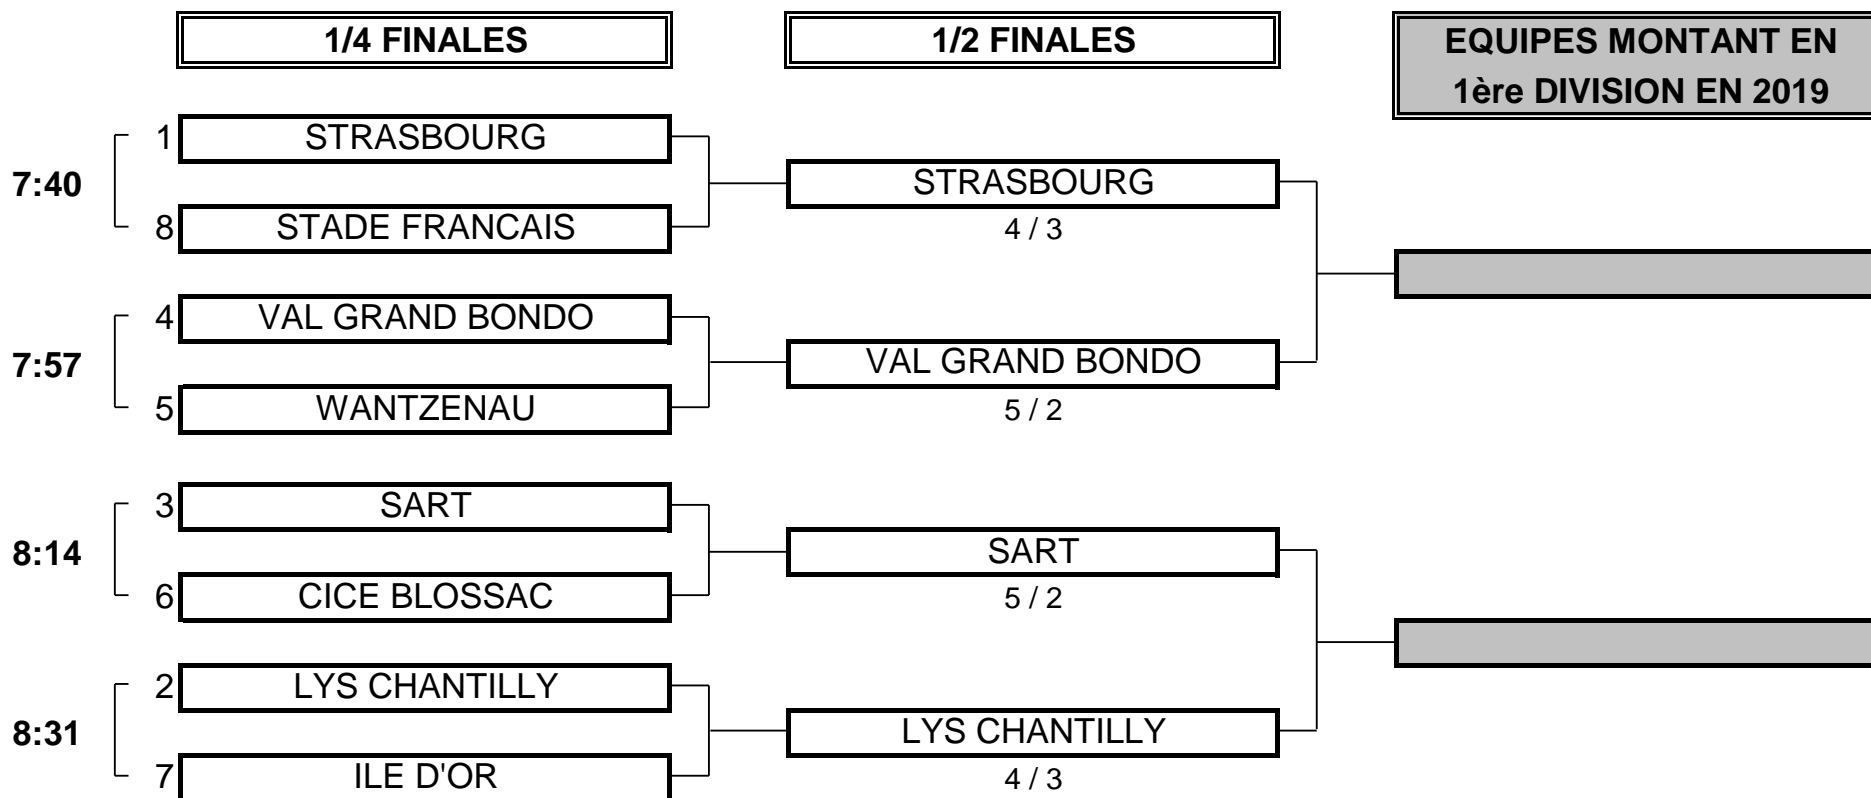 1/4 FINALES
1/2 FINALES
EQUIPES MONTANT EN
1ère DIVISION EN 2019
7:40
1 STRASBOURG
8 STADE FRANCAIS
STRASBOURG
4 / 3
7:57
4 VAL GRAND BONDO
5 WANTZENAU
VAL GRAND BONDO
5 / 2
8:14
3 SART
6 CICE BLOSSAC
SART
5 / 2
8:31
2 LYS CHANTILLY
7 ILE D'OR
LYS CHANTILLY
4 / 3